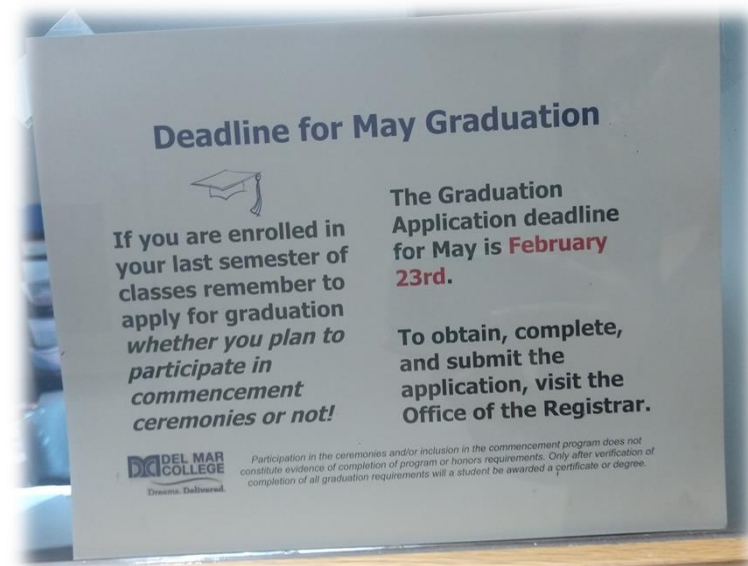 Deadline for May Graduation
If you are enrolled in
your last semester of
classes remember to
apply for graduation
whether you plan to
participate in
commencement
ceremonies or not!
The Graduation
Application deadline
for May is February
23rd.
To obtain, complete,
and submit the
application, visit the
Office of the Registrar.
DMC DEL MAR
COLLEGE
Dreams. Delivered.
Participation in the ceremonies and/or inclusion in the commencement program does not
constitute evidence of completion of program or honors requirements. Only after verification of
completion of all graduation requirements will a student be awarded a certificate or degree.